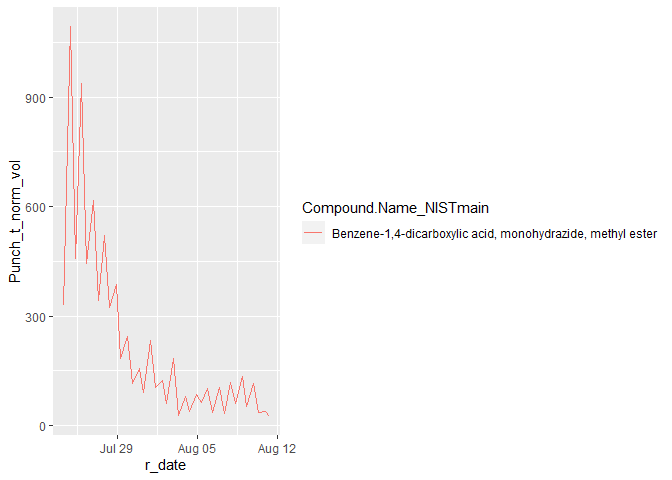 Punch_t_norm_vol
900
600
300
0
Jul 29
Aug 05
Aug 12
r_date
Compound.Name_NISTmain
Benzene-1,4-dicarboxylic acid, monohydrazide, methyl ester